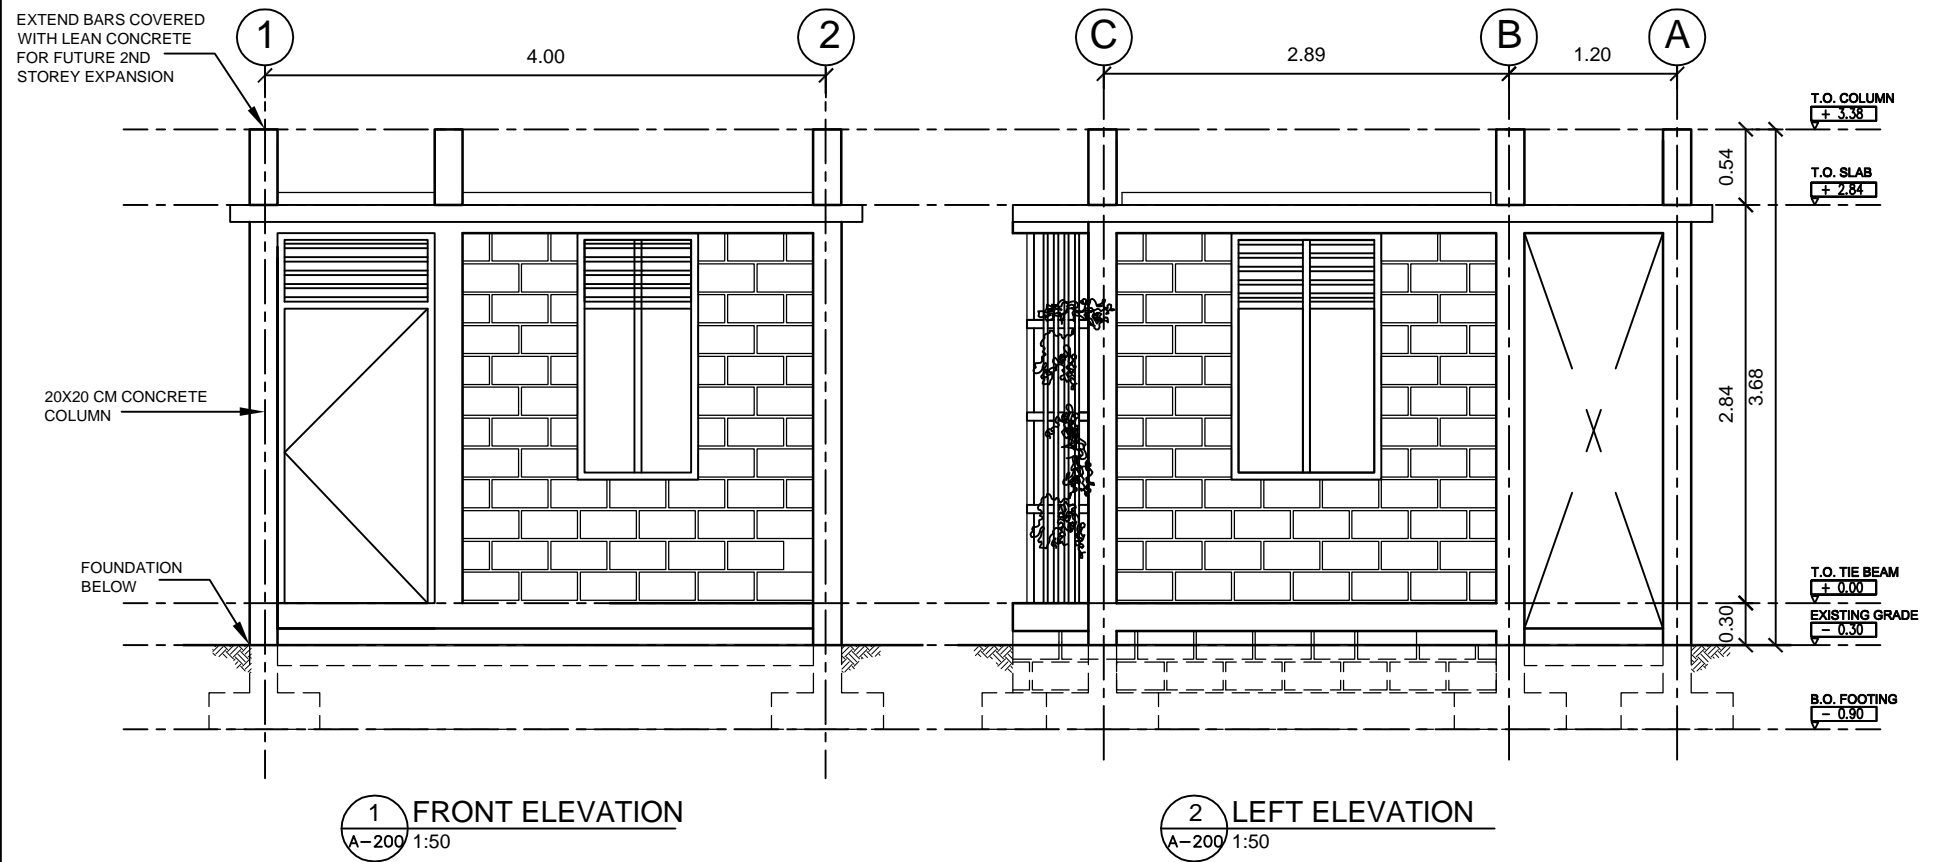 EXTEND BARS COVERED
WITH LEAN CONCRETE
FOR FUTURE 2ND
STOREY EXPANSION
1
4.00
2
C
2.89
B
1.20
A
T.O. COLUMN
+ 3.38
0.54
T.O. SLAB
+ 2.84
20X20 CM CONCRETE
COLUMN
2.84
3.68
FOUNDATION
BELOW
T.O. TIE BEAM
+ 0.00
0.30
EXISTING GRADE
- 0.30
B.O. FOOTING
- 0.90
1
A-200
FRONT ELEVATION
1:50
2
A-200
LEFT ELEVATION
1:50